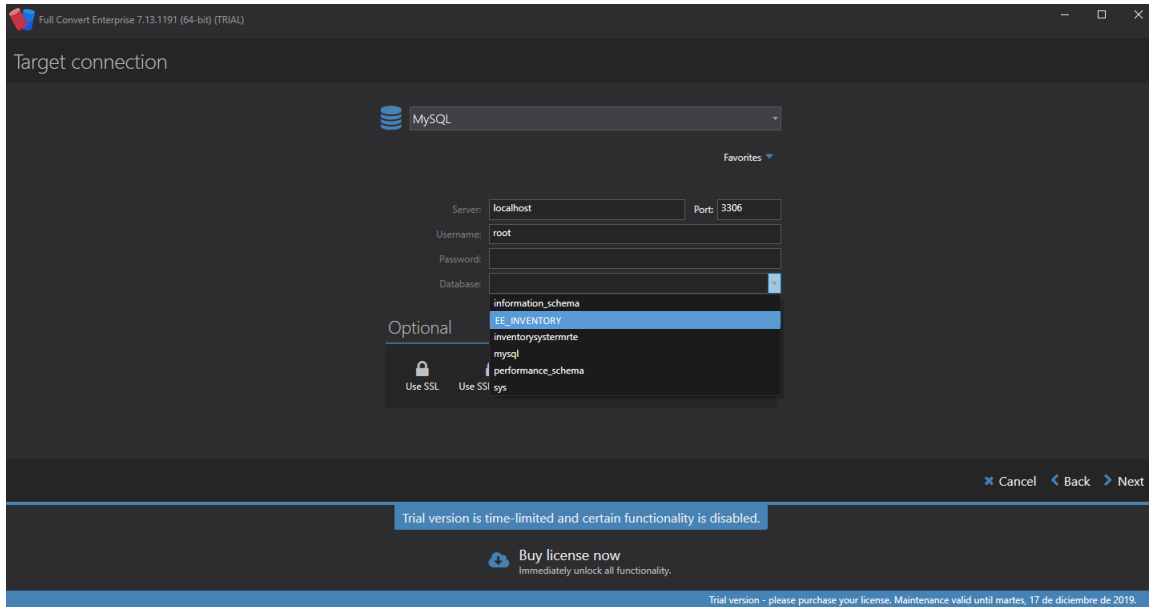 Full Convert Enterprise 7.13.1191 (64-bit) (TRIAL)
Target connection
MySQL
Favorites
Server: localhost Port: 3306
Username: root
Password:
Database:
information_schema
EE_INVENTORY
inventorysystermrte
mysql
performance_schema
sys
Optional
Use SSL Use SS
Cancel Back Next
Trial version is time-limited and certain functionality is disabled.
Buy license now
Immediately unlock all functionality.
Trial version - please purchase your license. Maintenance valid until martes, 17 de diciembre de 2019.